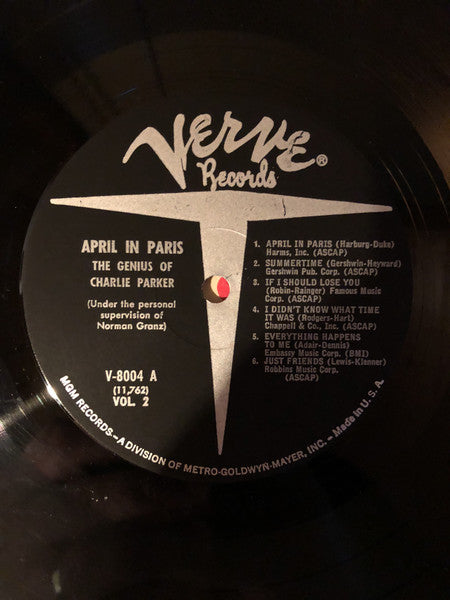 VERVE®
Records
APRIL IN PARIS
THE GENIUS OF
CHARLIE PARKER
(Under the personal
supervision of
Norman Granz)
V-8004 A
(11,762)
VOL. 2
1. APRIL IN PARIS (Harburg-Duke)
Harms, Inc. (ASCAP)
2. SUMMERTIME (Gershwin-Heyward)
Gershwin Pub. Corp. (ASCAP)
3. IF I SHOULD LOSE YOU
(Robin-Rainger) Famous Music
Corp. (ASCAP)
4. I DIDN'T KNOW WHAT TIME
IT WAS (Rodgers-Hart)
Chappell & Co., Inc. (ASCAP)
5. EVERYTHING HAPPENS
TO ME (Adair-Dennis)
Embassy Music Corp. (BMI)
6. JUST FRIENDS (Lewis-Klenner)
Robbins Music Corp.
(ASCAP)
MGM RECORDS—A DIVISION OF METRO-GOLDWYN-MAYER, INC.—Made in U.S.A.